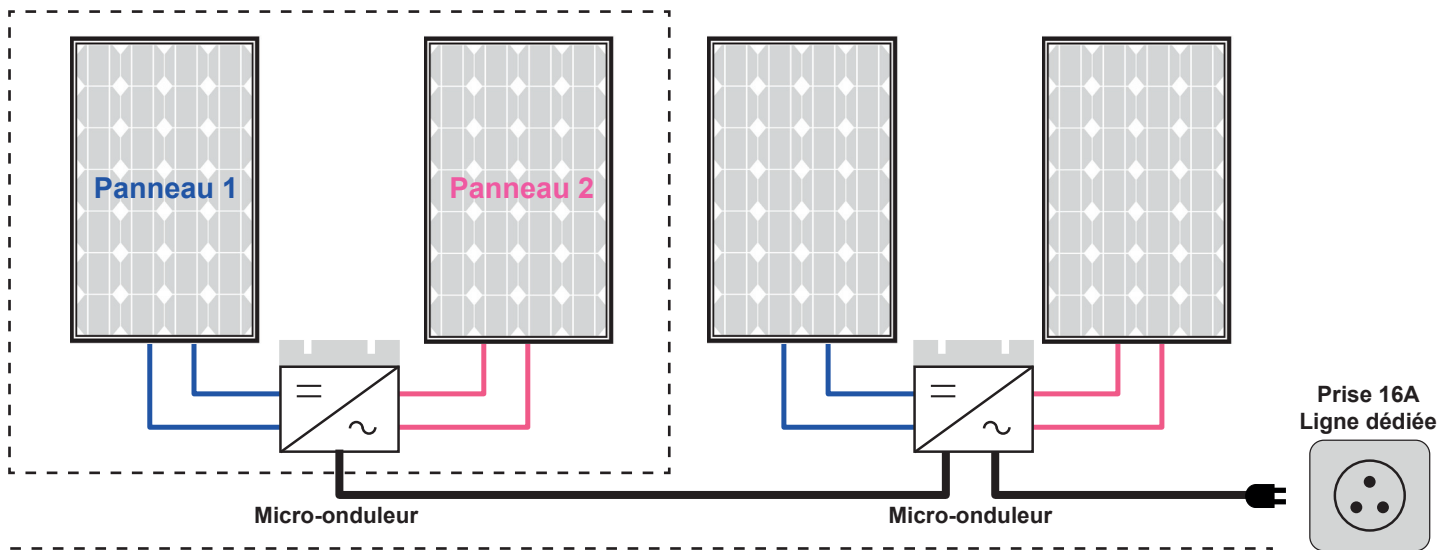 Panneau 1
Panneau 2
Prise 16A
Ligne dédiée
Micro-onduleur
Micro-onduleur